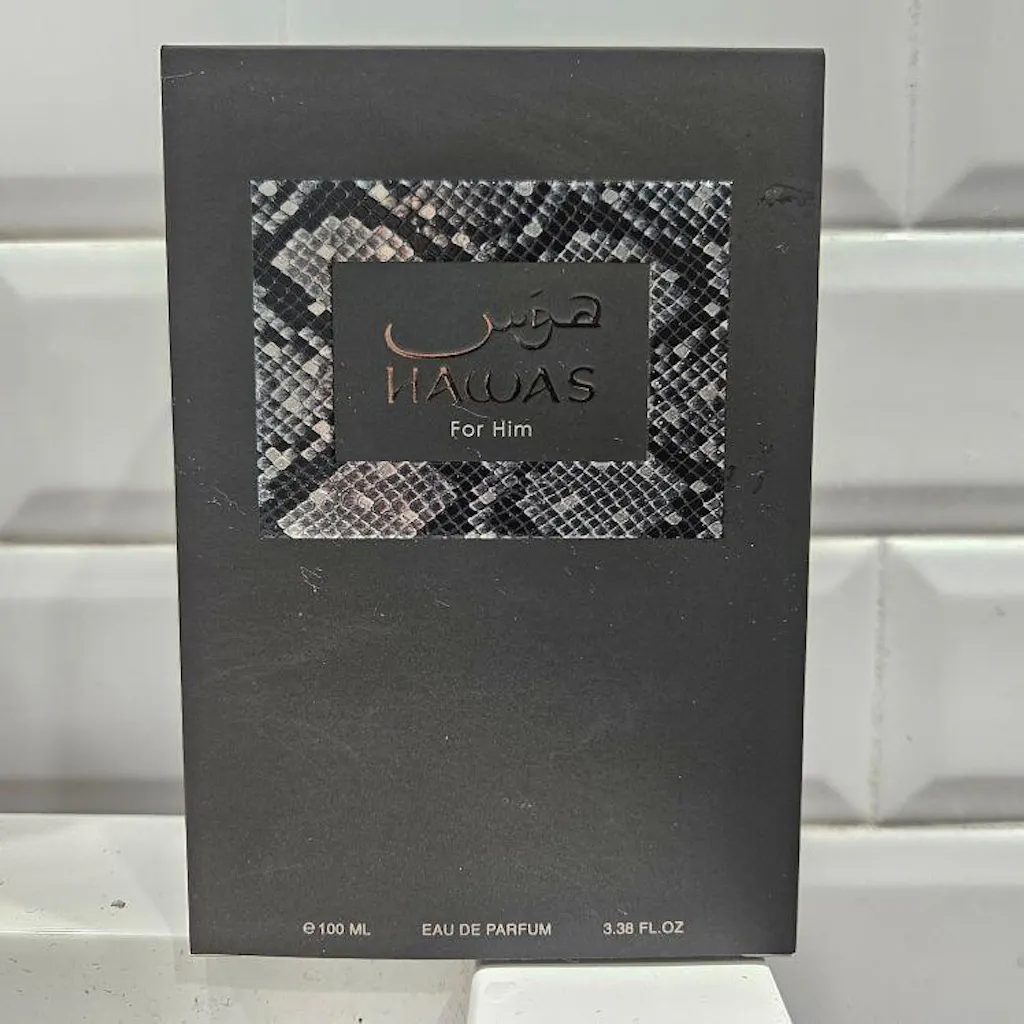 هوس
HAWAS
For Him
℮100 ML EAU DE PARFUM 3.38 FL.OZ